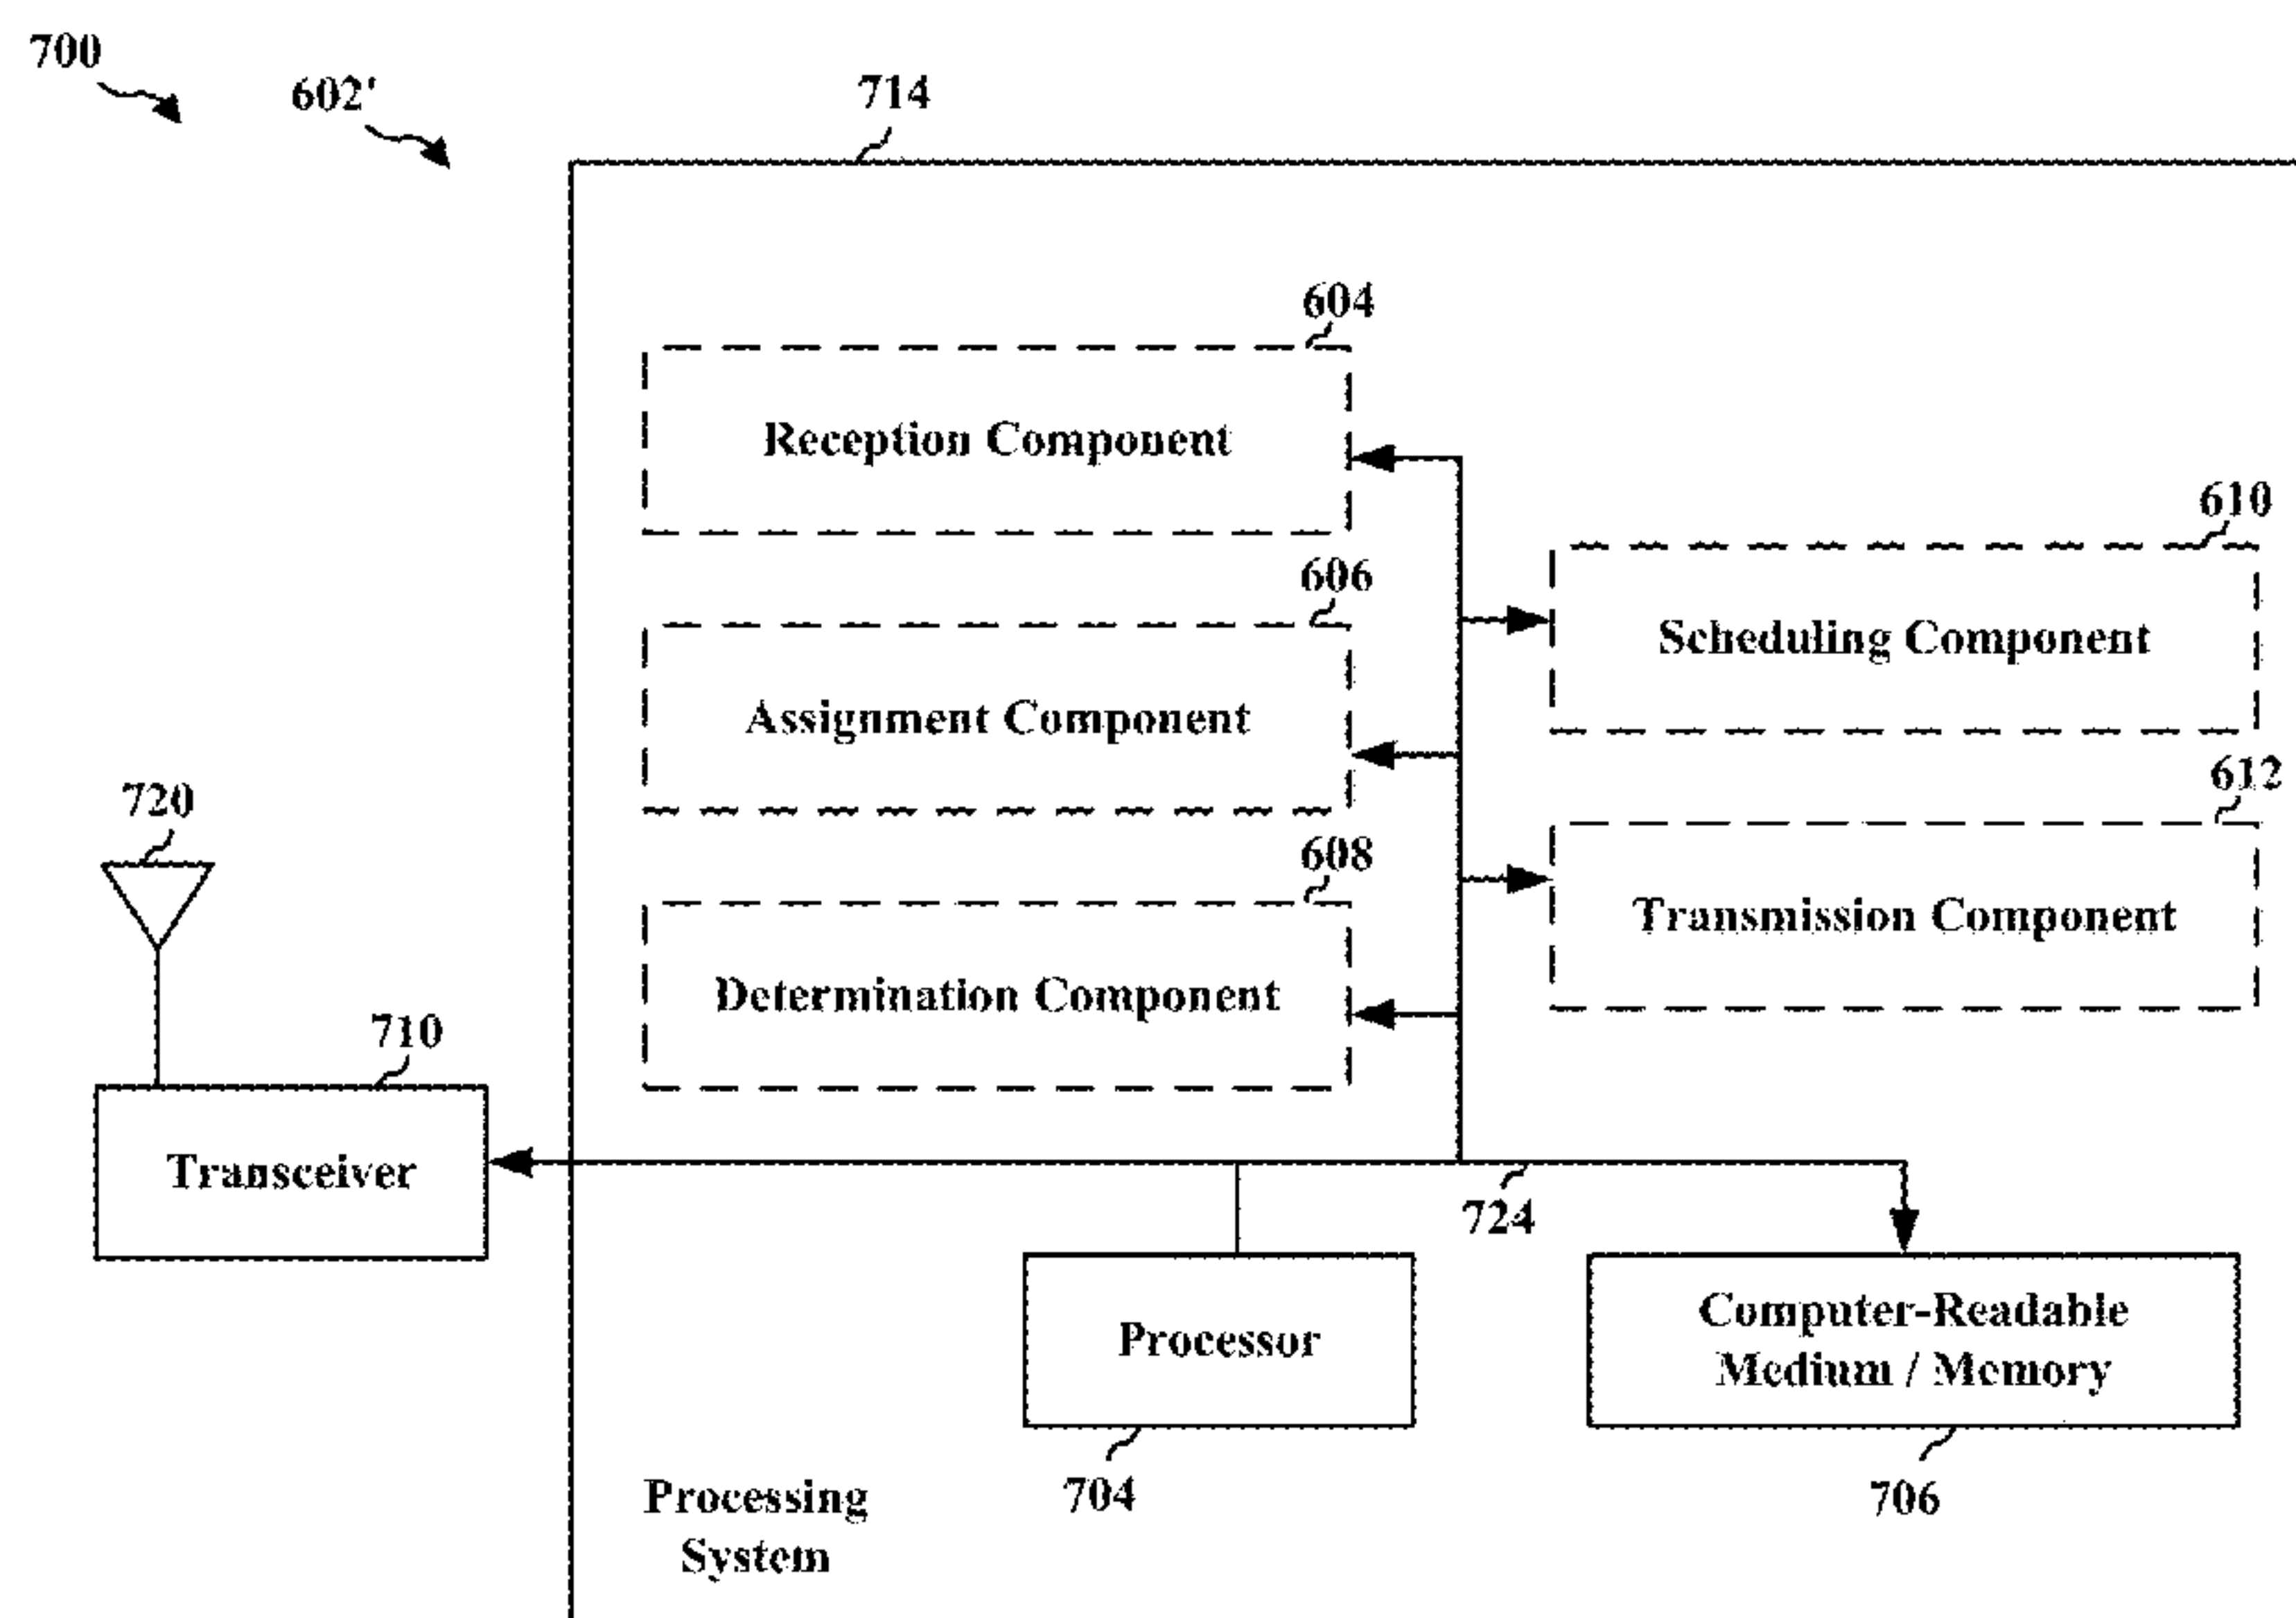 700
602'
714
604
Reception Component
610
606
Scheduling Component
Assignment Component
612
720
608
Transmission Component
Determination Component
710
Transceiver
724
Computer-Readable
Medium / Memory
Processor
704
706
Processing
System